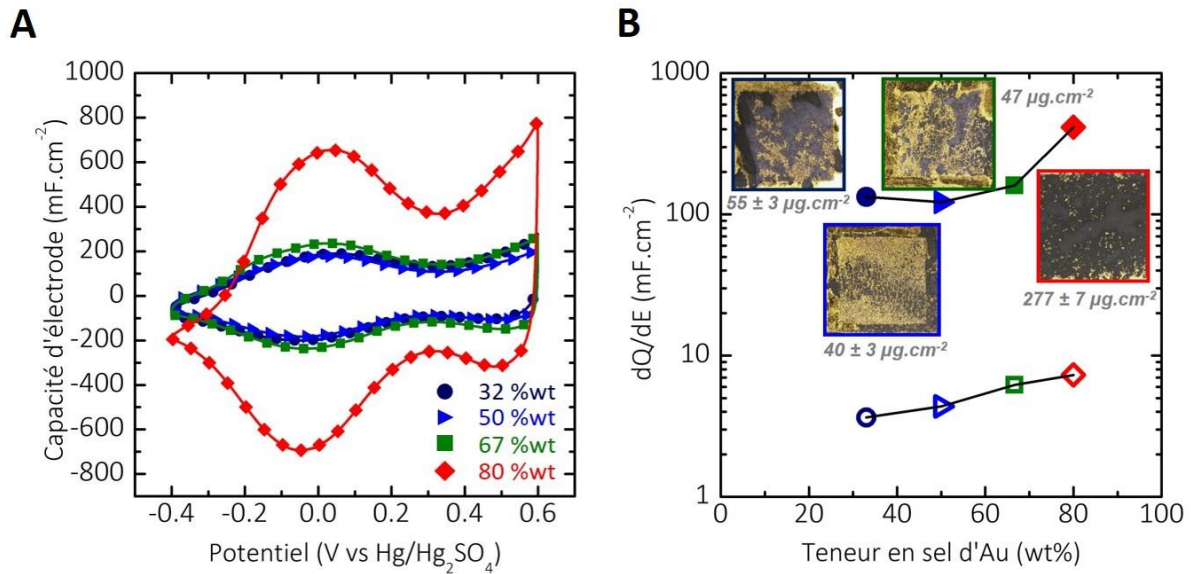 A
1000
800
600
400
200
0
-200
-400
-600
-800
Capacité d'électrode (mF.cm-2)
32 %wt
50 %wt
67 %wt
80 %wt
-0.4 -0.2 0.0 0.2 0.4 0.6
Potentiel (V vs Hg/Hg2SO4)
B
1000
100
10
1
dQ/dE (mF.cm-2)
47 µg.cm-2
55 ± 3 µg.cm-2
277 ± 7 µg.cm-2
40 ± 3 µg.cm-2
0 20 40 60 80 100
Teneur en sel d'Au (wt%)